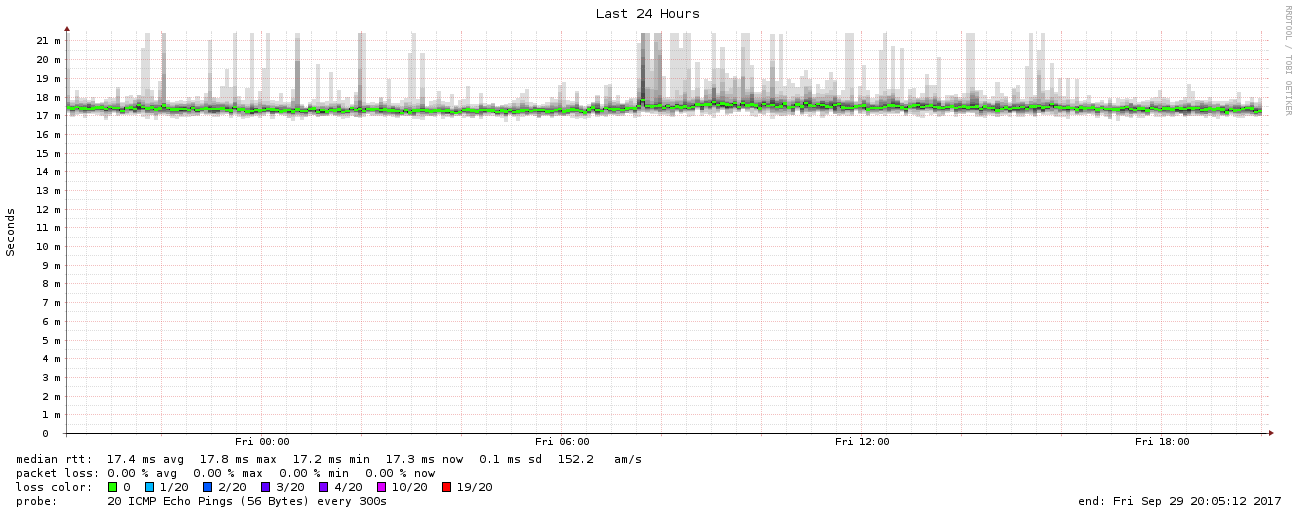 Last 24 Hours
RRDTOOL / TOBI OETIKER
21 m
20 m
19 m
18 m
17 m
16 m
15 m
14 m
13 m
12 m
11 m
10 m
9 m
8 m
7 m
6 m
5 m
4 m
3 m
2 m
1 m
0
Seconds
Fri 00:00 Fri 06:00 Fri 12:00 Fri 18:00
median rtt: 17.4 ms avg 17.8 ms max 17.2 ms min 17.3 ms now 0.1 ms sd 152.2 am/s
packet loss: 0.00 % avg 0.00 % max 0.00 % min 0.00 % now
loss color: 0 1/20 2/20 3/20 4/20 10/20 19/20
probe: 20 ICMP Echo Pings (56 Bytes) every 300s end: Fri Sep 29 20:05:12 2017